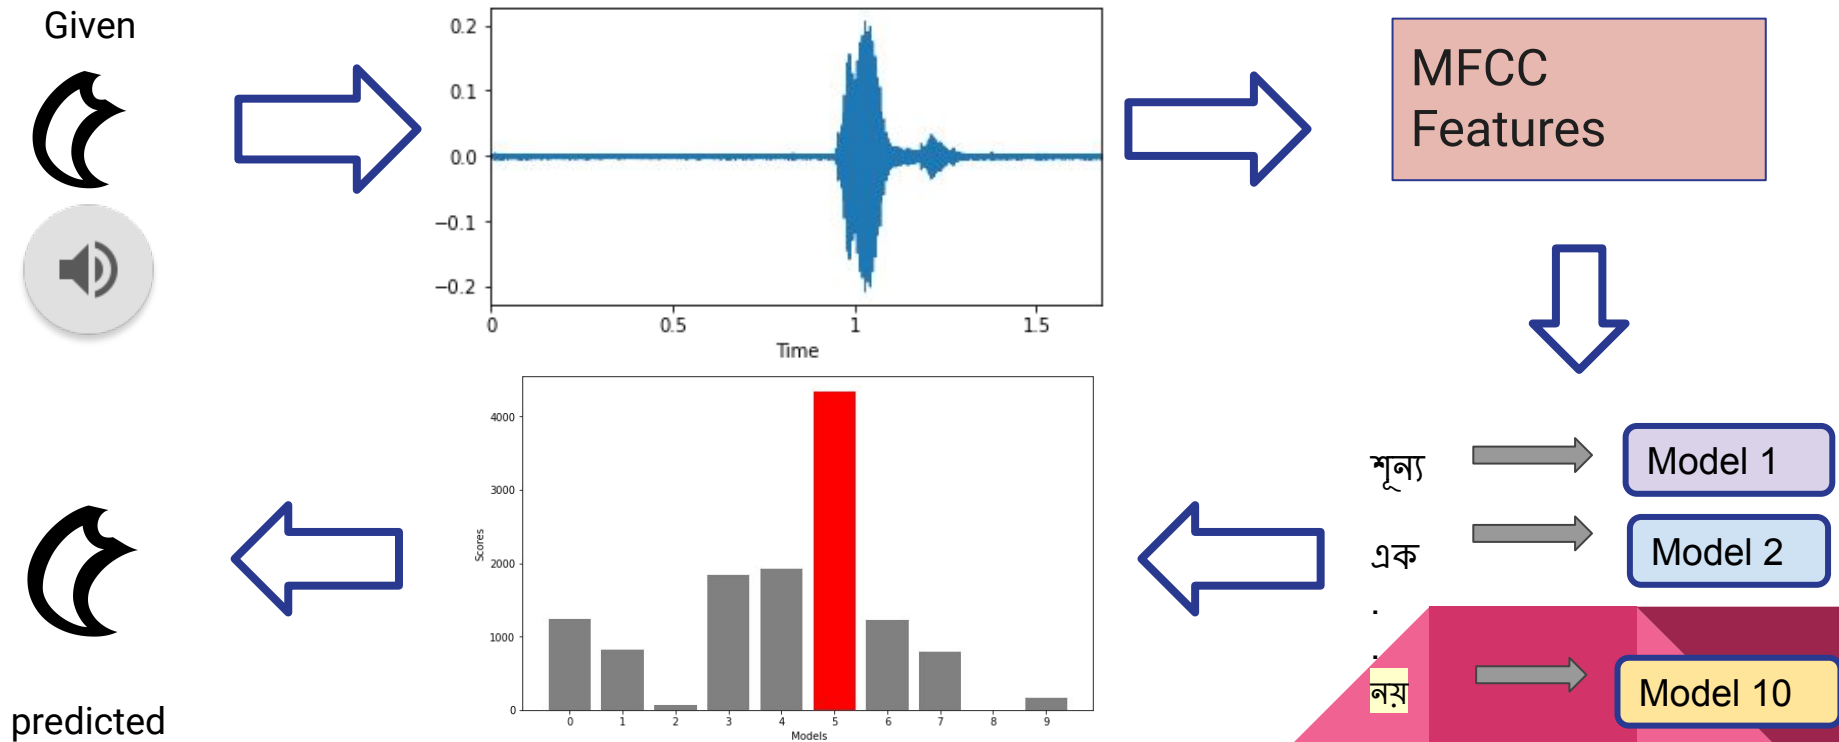 Given
৫
0.2
0.1
0.0
−0.1
−0.2
0 0.5 1 1.5
Time
MFCC
Features
শূন্য
Model 1
এক
Model 2
.
.
নয়
Model 10
4000
3000
2000
1000
0
Scores
0 1 2 3 4 5 6 7 8 9
Models
৫
predicted